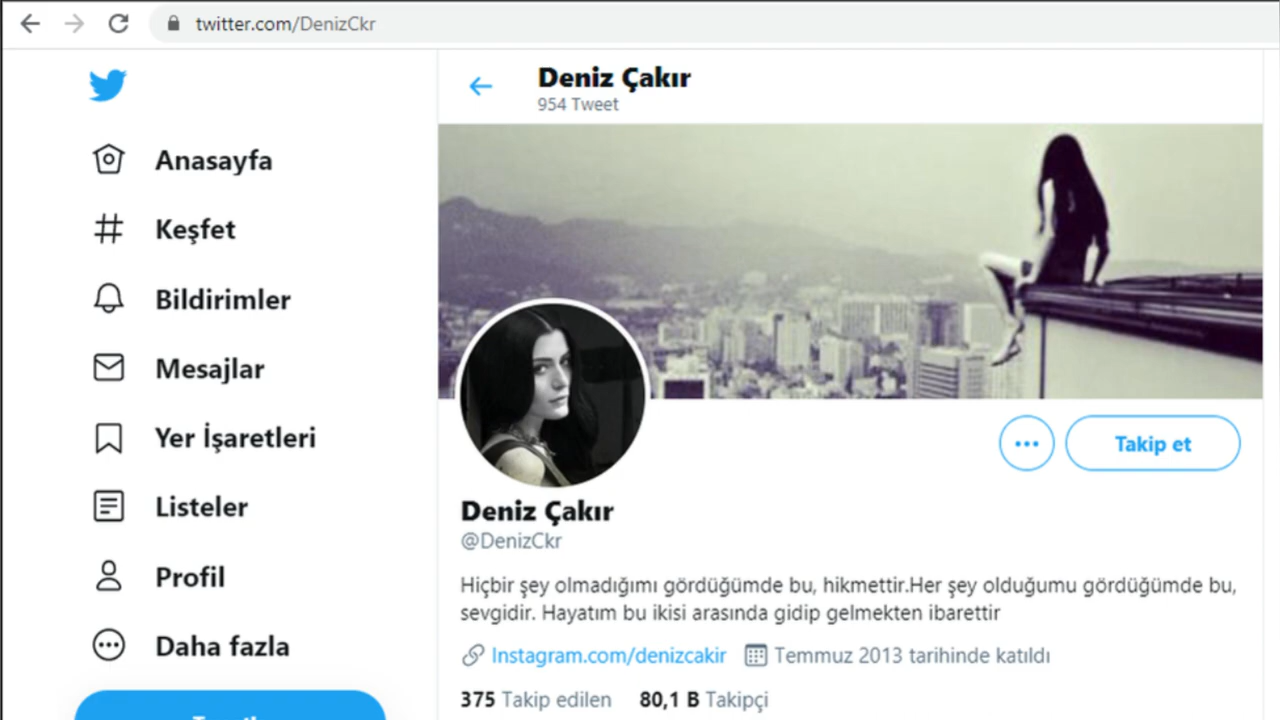 twitter.com/DenizCkr
Deniz Çakır
954 Tweet
Anasayfa
Keşfet
Bildirimler
Mesajlar
Yer İşaretleri
Listeler
Profil
Daha fazla
Takip et
Deniz Çakır
@DenizCkr
Hiçbir şey olmadığımı gördüğümde bu, hikmettir.Her şey olduğumu gördüğümde bu,
sevgidir. Hayatım bu ikisi arasında gidip gelmekten ibarettir
Instagram.com/denizcakir Temmuz 2013 tarihinde katıldı
375 Takip edilen 80,1 B Takipçi